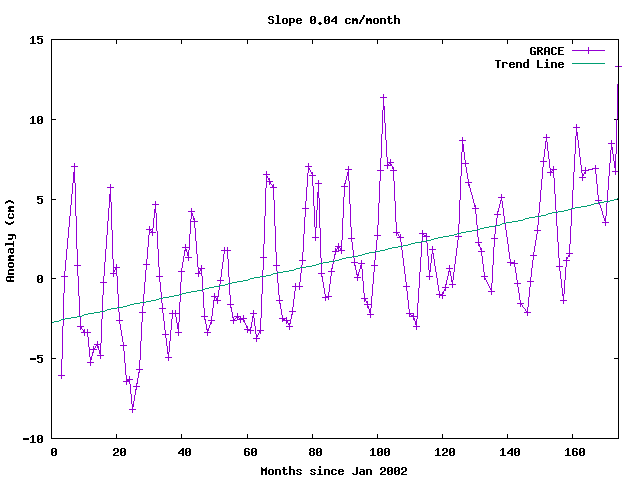 Slope 0.04 cm/month
15
GRACE
Trend Line
10
5
0
-5
-10
Anomaly (cm)
0 20 40 60 80 100 120 140 160
Months since Jan 2002